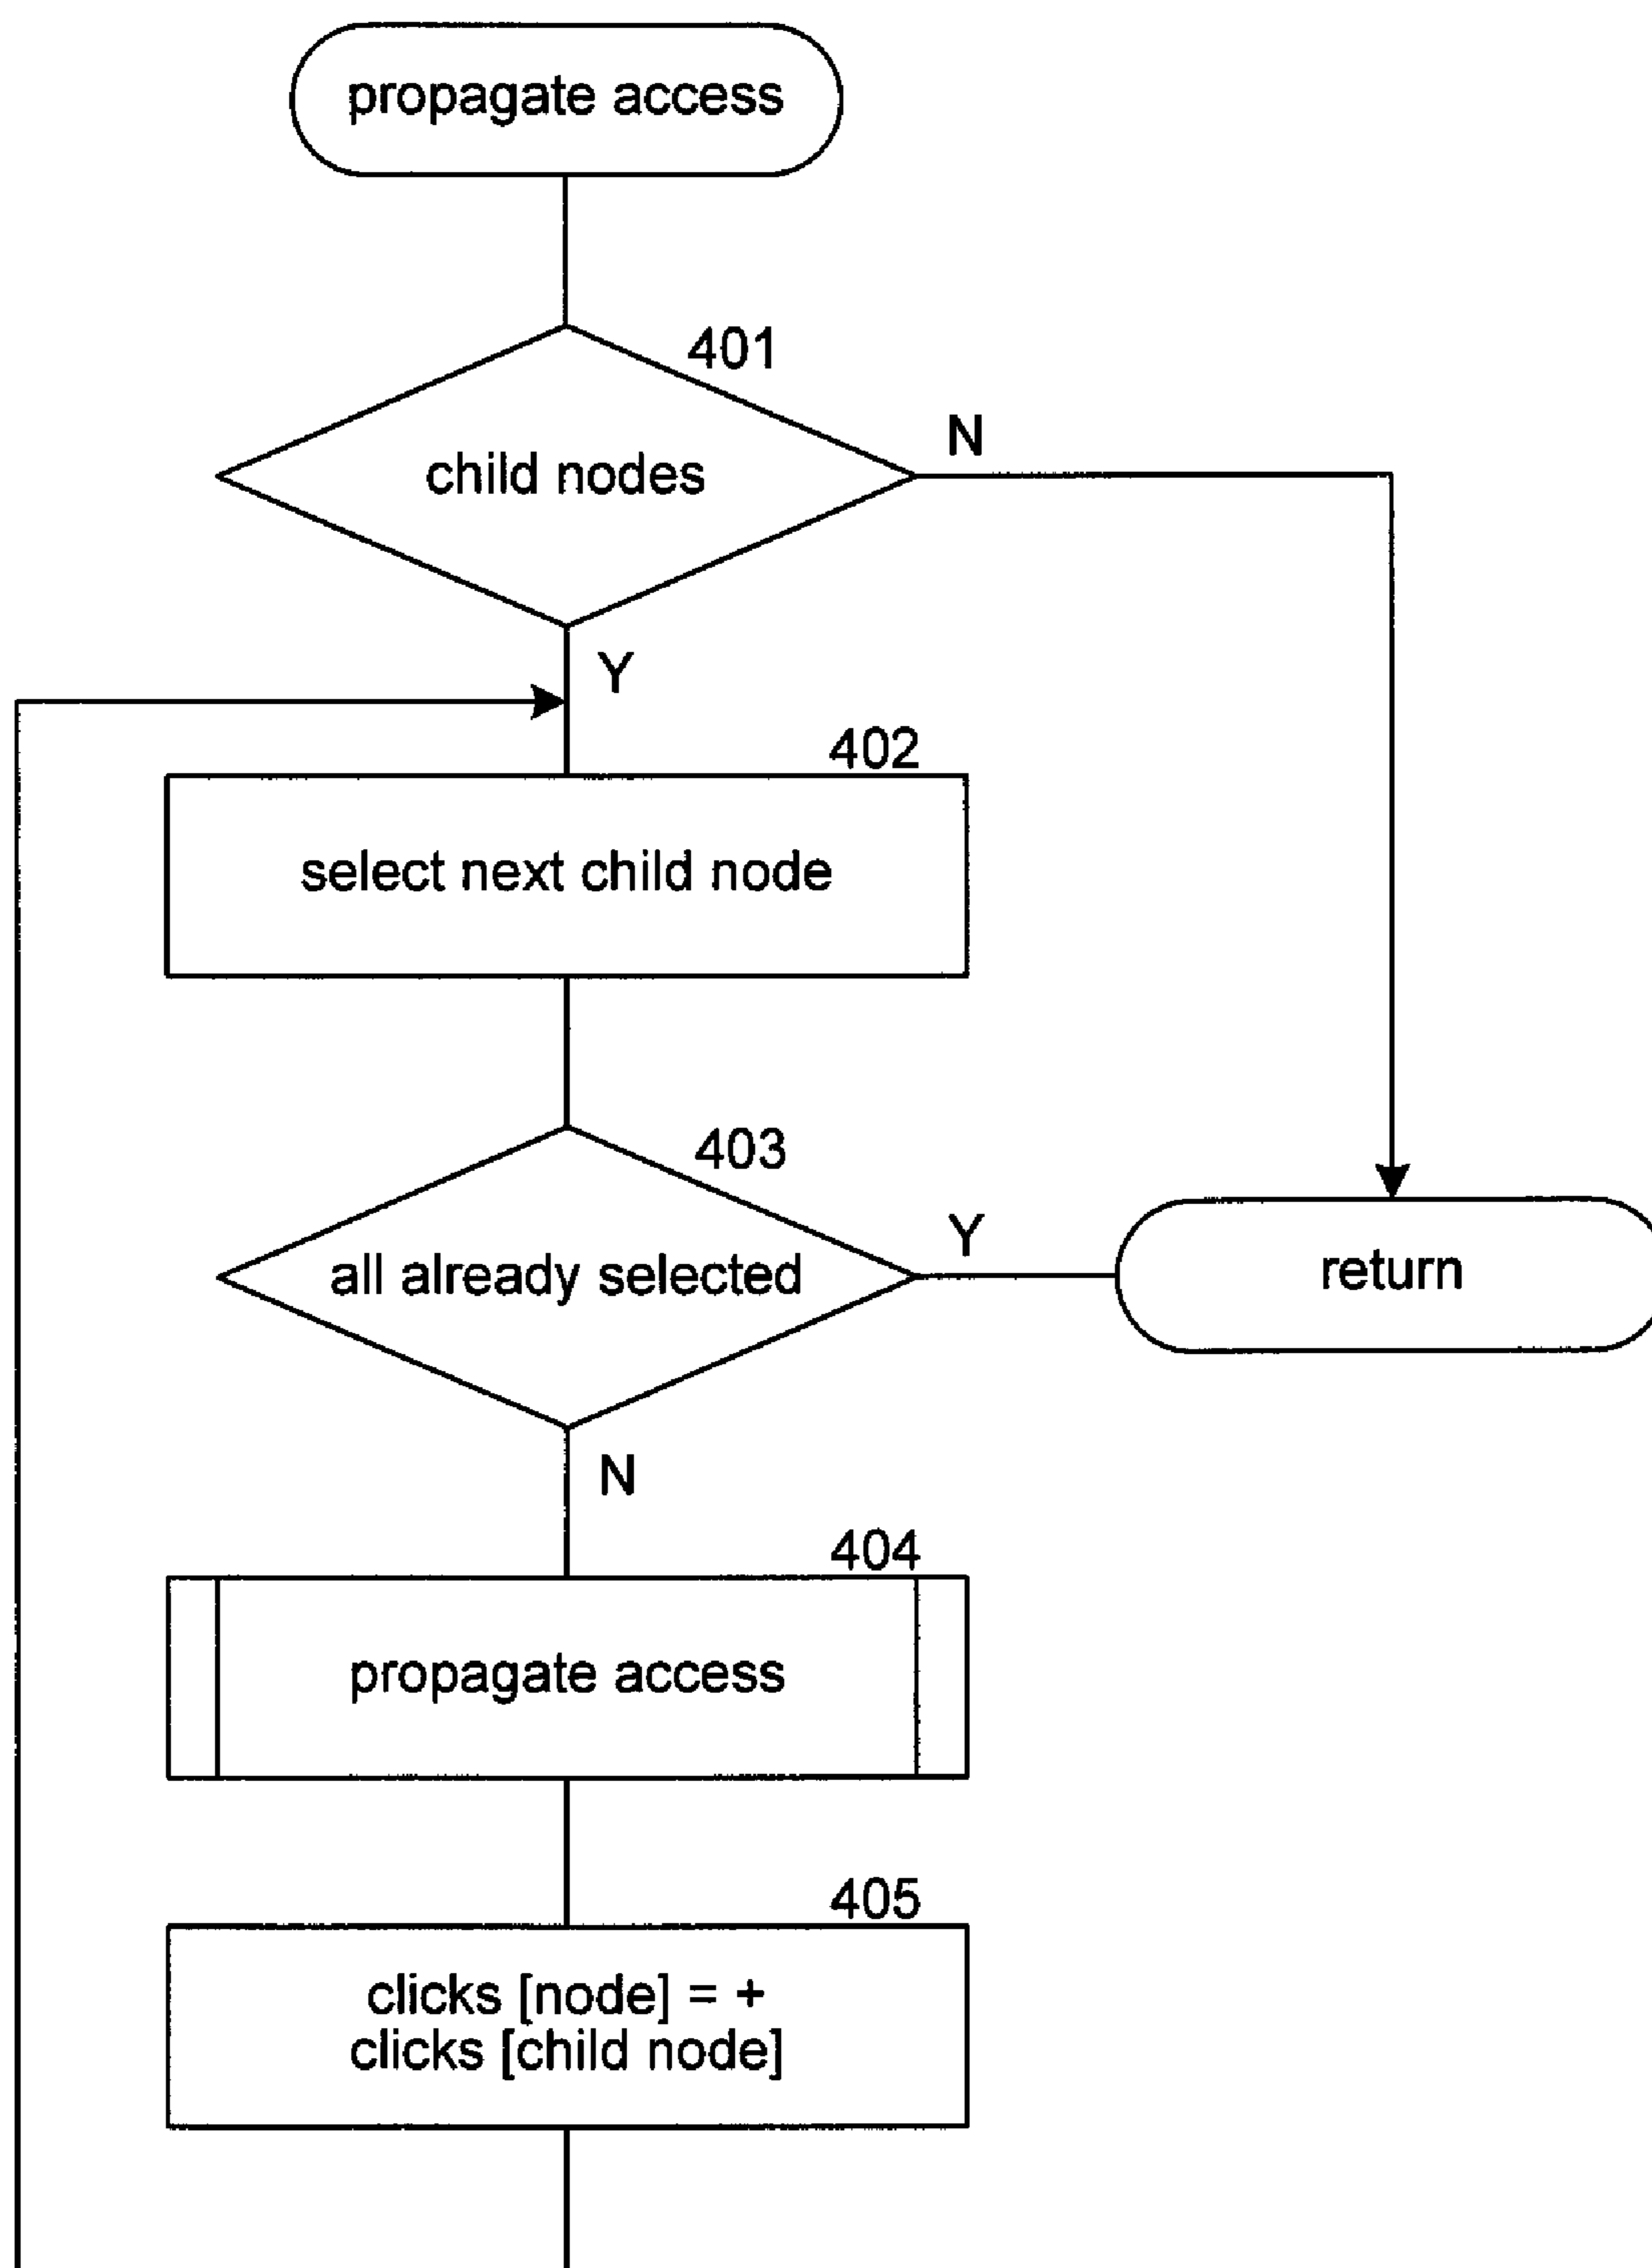 propagate access
401
child nodes
N
Y
402
select next child node
403
all already selected
Y
return
N
404
propagate access
405
clicks [node] = +
clicks [child node]